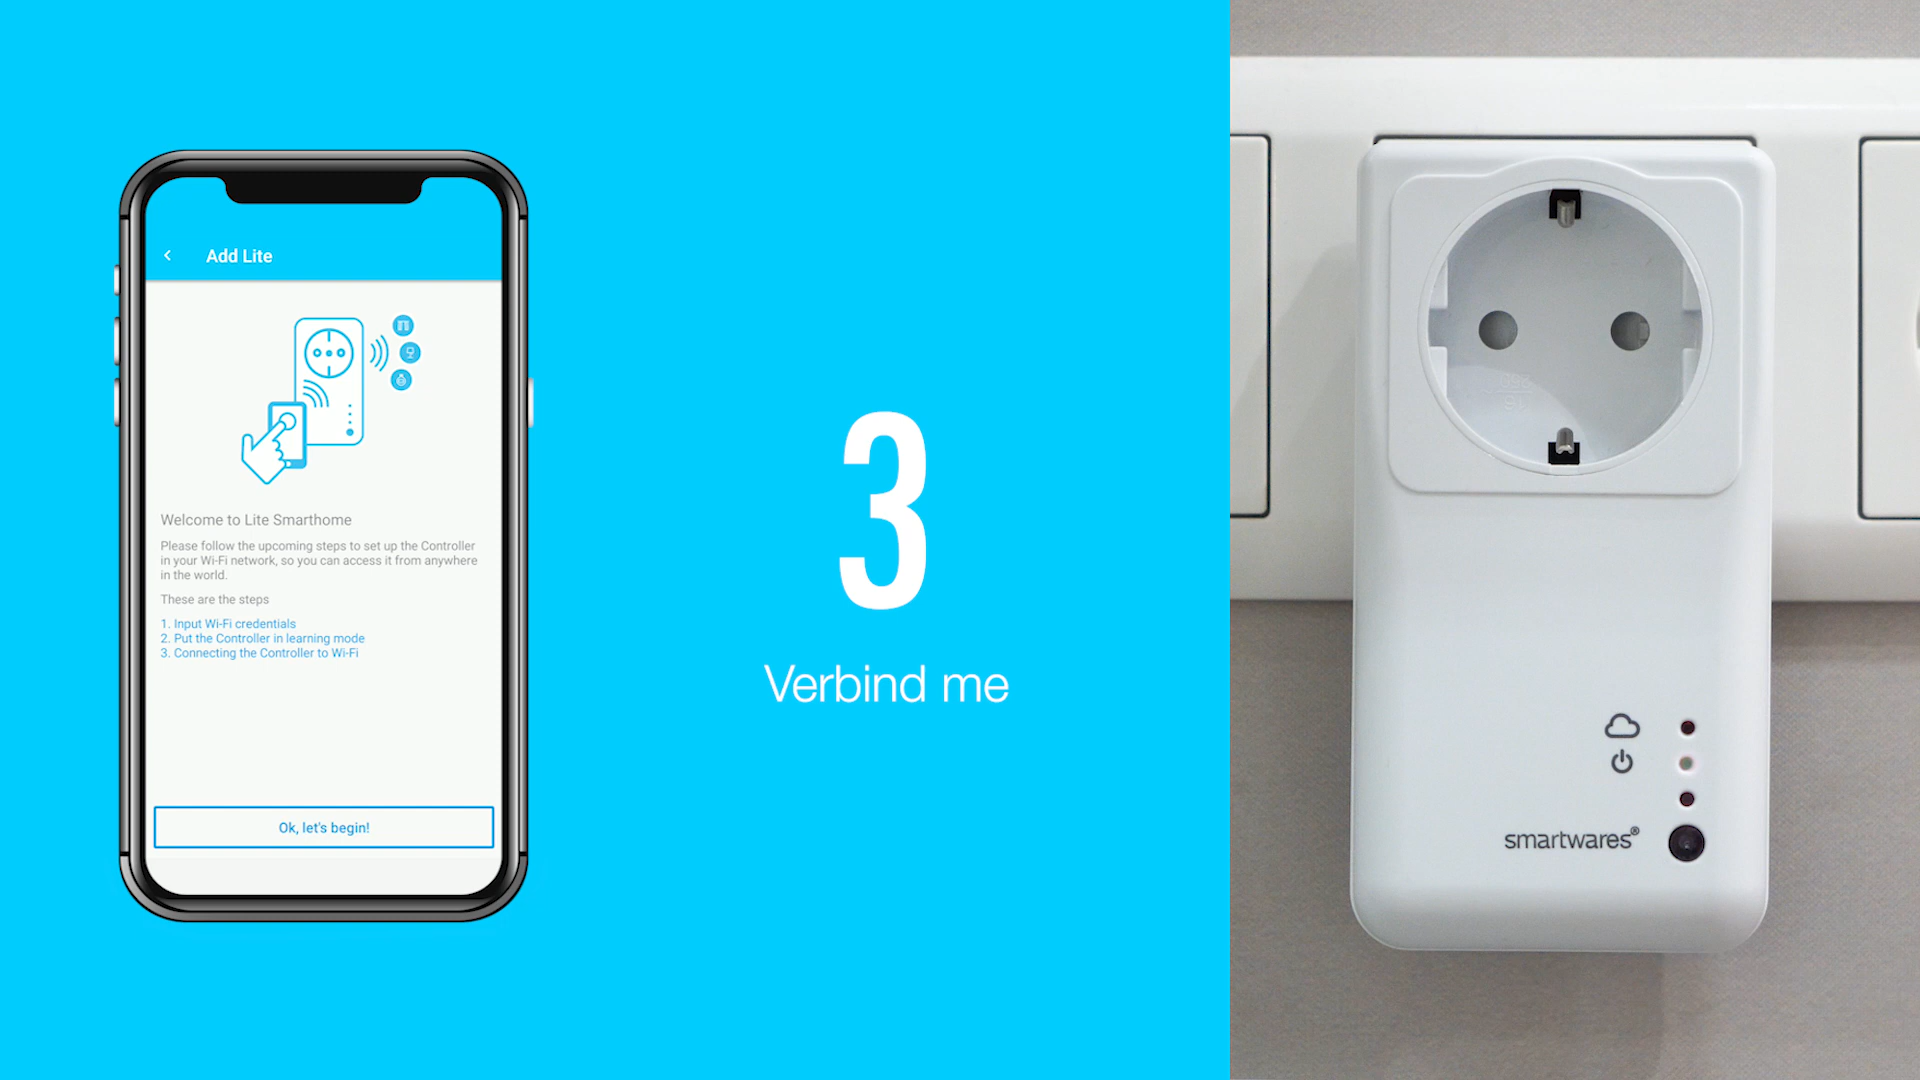 Add Lite
Welcome to Lite Smarthome
Please follow the upcoming steps to set up the Controller
in your Wi-Fi network, so you can access it from anywhere
in the world.
These are the steps
1. Input Wi-Fi credentials
2. Put the Controller in learning mode
3. Connecting the Controller to Wi-Fi
Ok, let's begin!
3
Verbind me
smartwares®